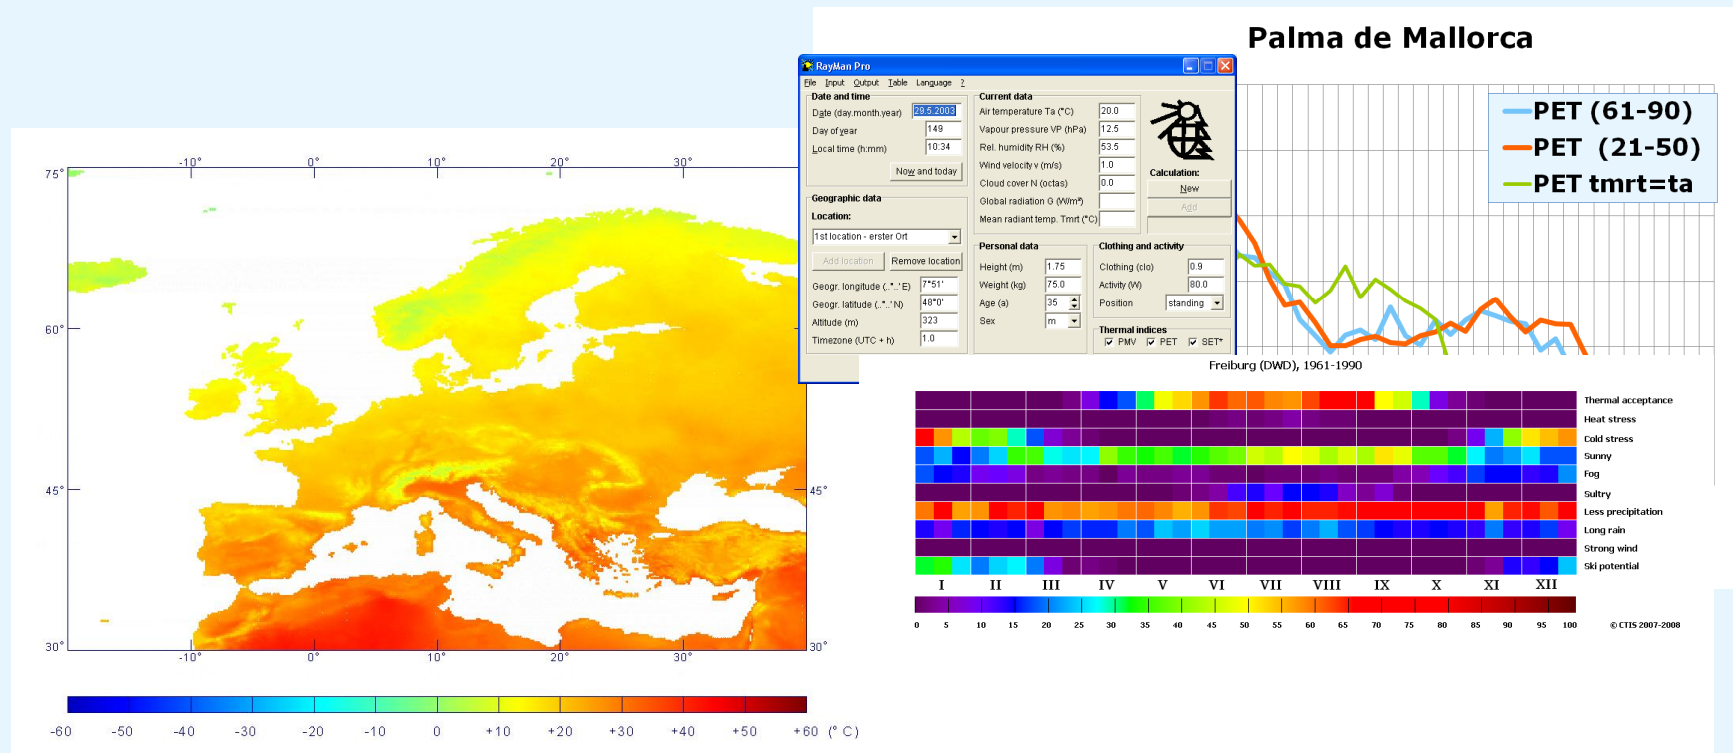 Palma de Mallorca
PET (61-90)
PET (21-50)
PET tmrt=ta
RayMan Pro
File Input Output Table Language ?
Date and time
Date (day.month.year) 29.5.2003
Day of year 149
Local time (h:mm) 10:34
Now and today
Geographic data
Location:
1st location - erster Ort
Add location Remove location
Geogr. longitude (..°..' E) 7°51'
Geogr. latitude (..°..' N) 48°0'
Altitude (m) 323
Timezone (UTC + h) 1.0
Current data
Air temperature Ta (°C) 20.0
Vapour pressure VP (hPa) 12.5
Rel. humidity RH (%) 53.5
Wind velocity v (m/s) 1.0
Cloud cover N (octas) 0.0
Global radiation G (W/m²)
Mean radiant temp. Tmrt (°C)
Calculation:
New
Add
Personal data
Height (m) 1.75
Weight (kg) 75.0
Age (a) 35
Sex m
Clothing and activity
Clothing (clo) 0.9
Activity (W) 80.0
Position standing
Thermal indices
PMV PET SET*
-10° 0° 10° 20° 30°
75°
60°
45° 45°
30° 30°
-10° 0° 10° 20° 30°
-60 -50 -40 -30 -20 -10 0 +10 +20 +30 +40 +50 +60 (° C)
Freiburg (DWD), 1961-1990
Thermal acceptance
Heat stress
Cold stress
Sunny
Fog
Sultry
Less precipitation
Long rain
Strong wind
Ski potential
I II III IV V VI VII VIII IX X XI XII
0 5 10 15 20 25 30 35 40 45 50 55 60 65 70 75 80 85 90 95 100
© CTIS 2007-2008